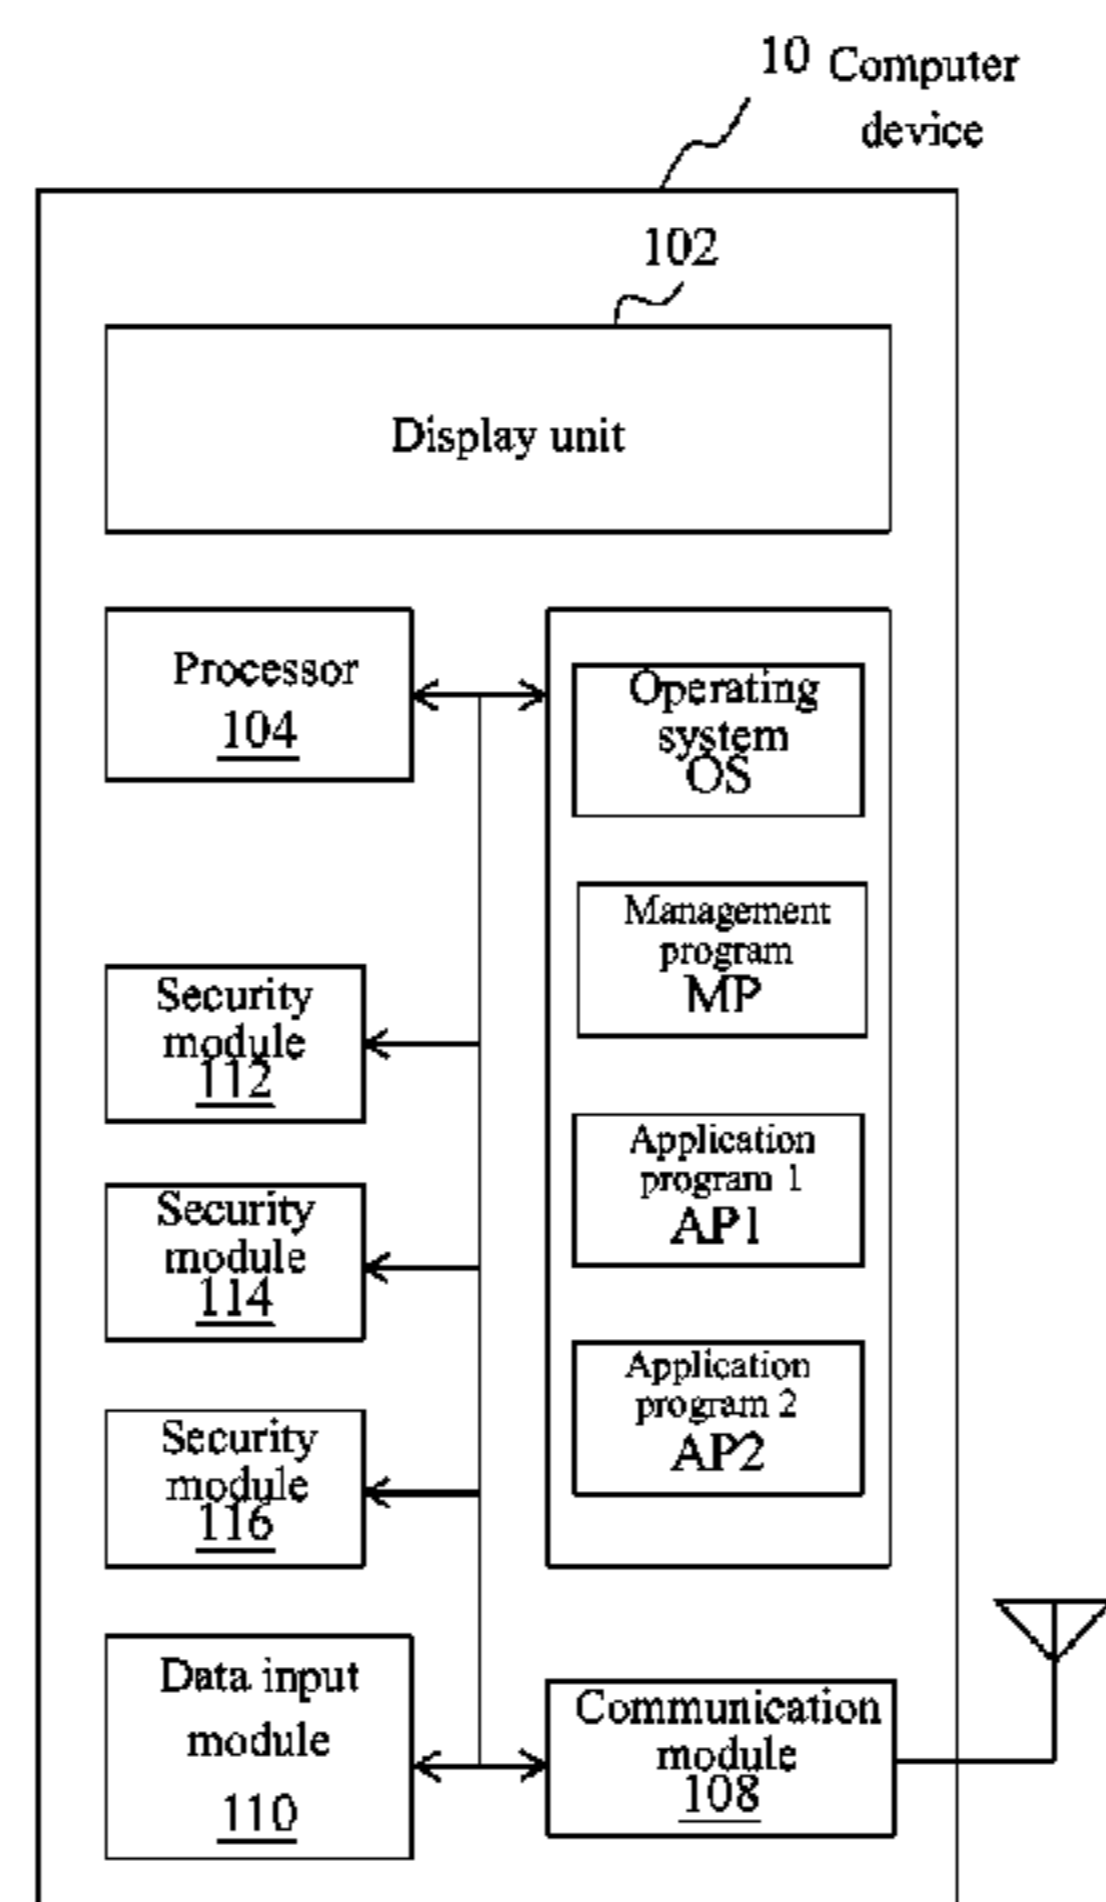 10 Computer
device
102
Display unit
Processor
104
Operating
system
OS
Management
program
MP
Security
module
112
Application
program 1
AP1
Security
module
114
Application
program 2
AP2
Security
module
116
Data input
module
110
Communication
module
108